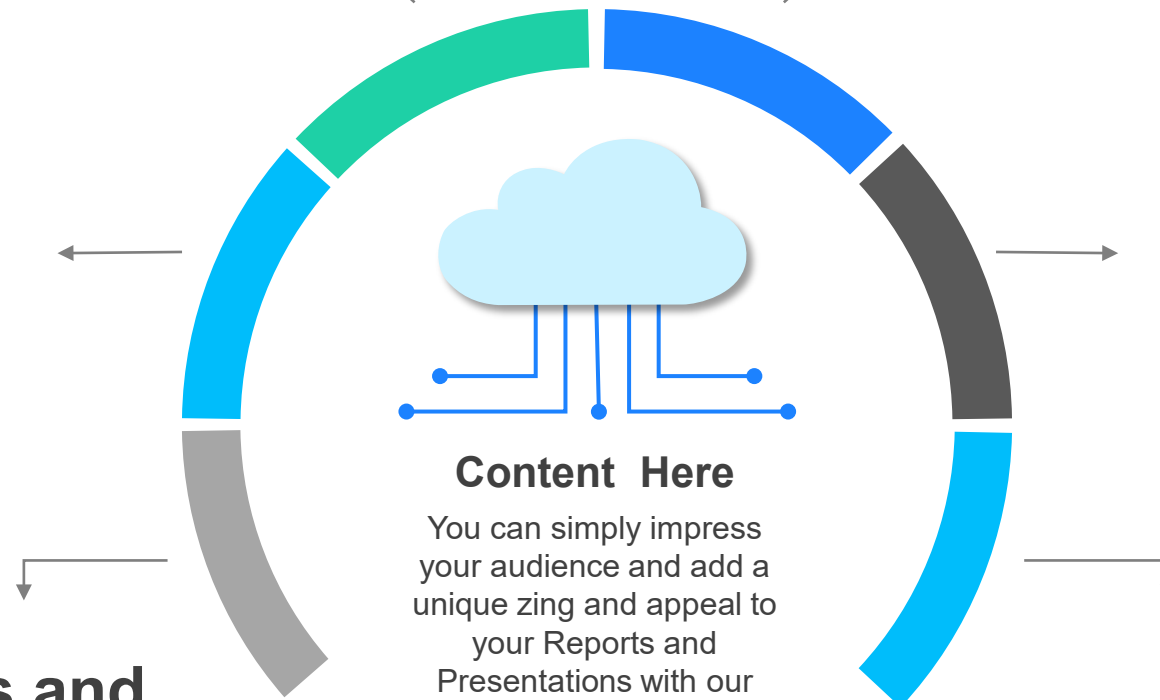 Content Here
You can simply impress
your audience and add a
unique zing and appeal to
your Reports and
Presentations with our
and